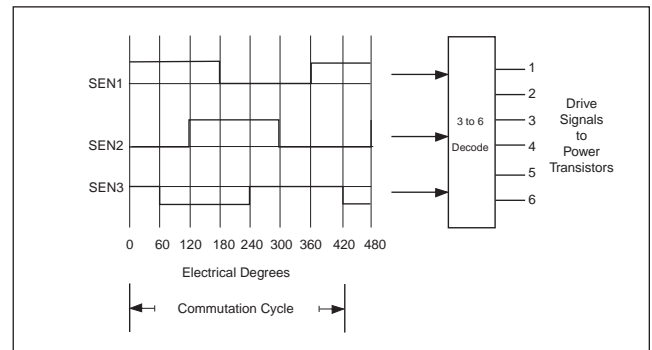 SEN1
SEN2
SEN3
0 60 120 180 240 300 360 420 480
Electrical Degrees
Commutation Cycle
3 to 6
Decode
1
2
3
4
5
6
Drive
Signals
to
Power
Transistors